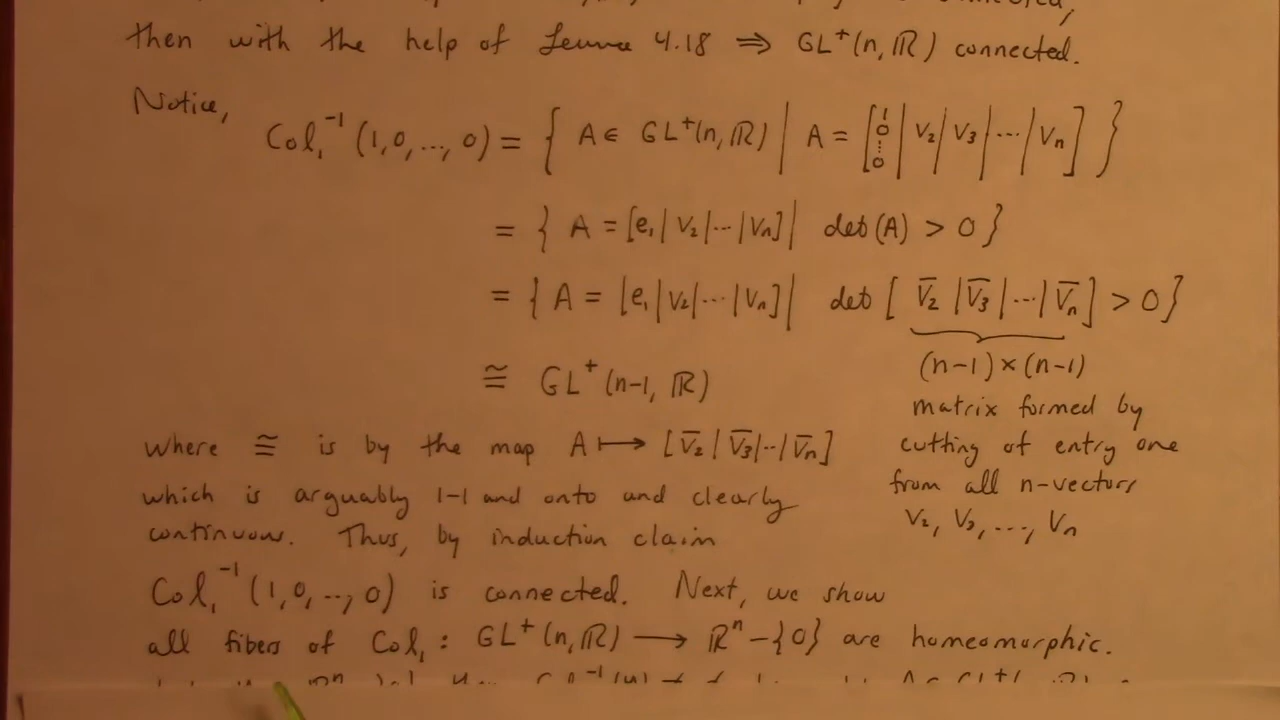 then with the help of Lemma 4.18 ⇒ GL⁺(n, ℝ) connected.
Notice,
Col₁⁻¹(1,0,...,0) = { A ∈ GL⁺(n, ℝ) | A = [1 0 ⋮ 0 | V₂ | V₃ | ⋯ | Vₙ] }
= { A = [e₁ | V₂ | ⋯ | Vₙ] | det(A) > 0 }
= { A = [e₁ | V₂ | ⋯ | Vₙ] | det [ V̅₂ | V̅₃ | ⋯ | V̅ₙ ] > 0 }
≅ GL⁺(n-1, ℝ)
(n-1) × (n-1)
matrix formed by
cutting of entry one
from all n-vectors
V₂, V₃, ..., Vₙ
where ≅ is by the map A ⟼ [ V̅₂ | V̅₃ | ⋯ | V̅ₙ ]
which is arguably 1-1 and onto and clearly
continuous. Thus, by induction claim
Col₁⁻¹(1, 0, ..., 0) is connected. Next, we show
all fibers of Col₁ : GL⁺(n, ℝ) ⟶ ℝⁿ - {0} are homeomorphic.